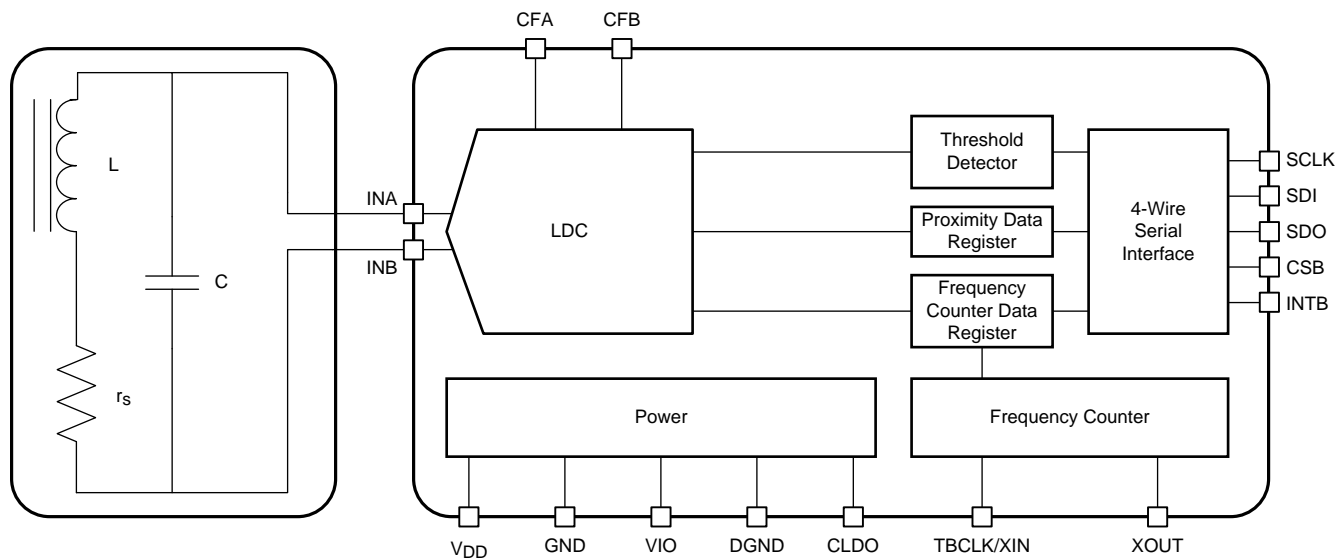 CFA
CFB
L
C
rS
INA
INB
LDC
Threshold
Detector
Proximity Data
Register
Frequency
Counter Data
Register
4-Wire
Serial
Interface
SCLK
SDI
SDO
CSB
INTB
Power
Frequency Counter
VDD
GND
VIO
DGND
CLDO
TBCLK/XIN
XOUT